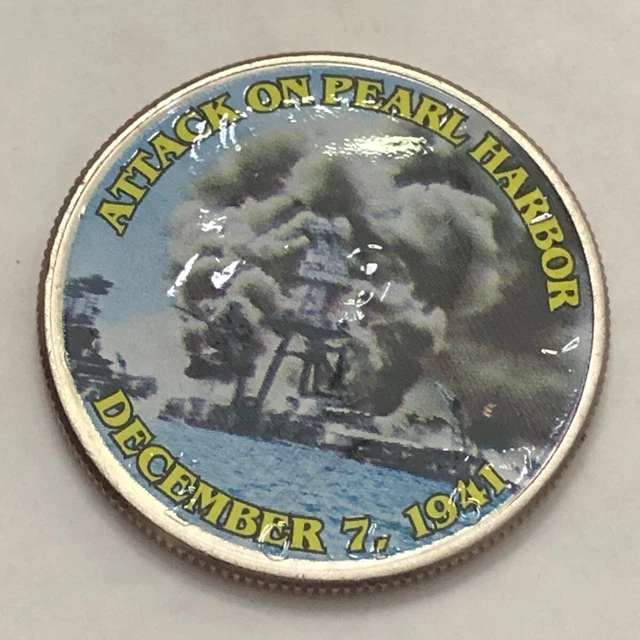 ATTACK ON PEARL HARBOR
DECEMBER 7, 1941